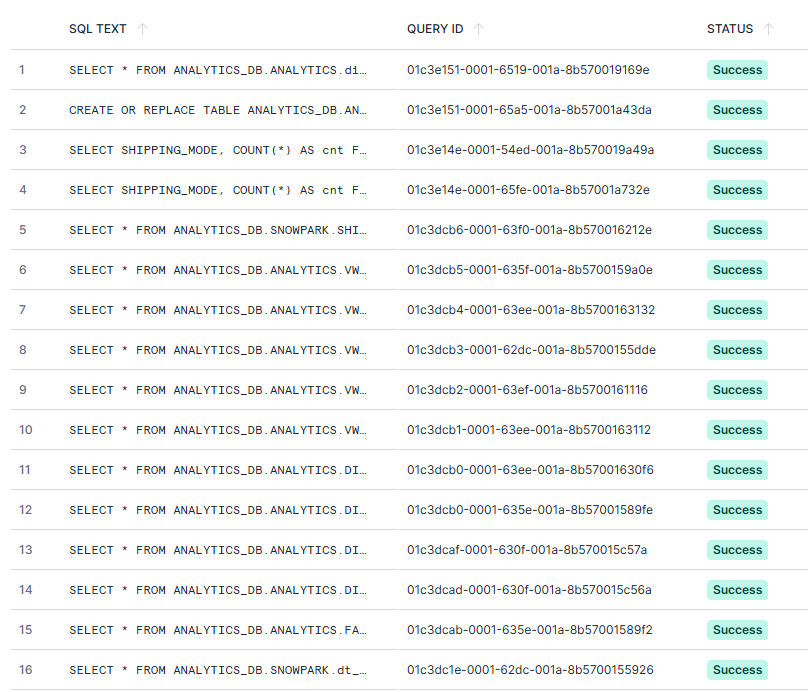 SQL TEXT ↑ QUERY ID ↑ STATUS ↑
1 SELECT * FROM ANALYTICS_DB.ANALYTICS.di… 01c3e151-0001-6519-001a-8b570019169e Success
2 CREATE OR REPLACE TABLE ANALYTICS_DB.AN… 01c3e151-0001-65a5-001a-8b57001a43da Success
3 SELECT SHIPPING_MODE, COUNT(*) AS cnt F… 01c3e14e-0001-54ed-001a-8b570019a49a Success
4 SELECT SHIPPING_MODE, COUNT(*) AS cnt F… 01c3e14e-0001-65fe-001a-8b57001a732e Success
5 SELECT * FROM ANALYTICS_DB.SNOWPARK.SHI… 01c3dcb6-0001-63f0-001a-8b570016212e Success
6 SELECT * FROM ANALYTICS_DB.ANALYTICS.VW… 01c3dcb5-0001-635f-001a-8b5700159a0e Success
7 SELECT * FROM ANALYTICS_DB.ANALYTICS.VW… 01c3dcb4-0001-63ee-001a-8b5700163132 Success
8 SELECT * FROM ANALYTICS_DB.ANALYTICS.VW… 01c3dcb3-0001-62dc-001a-8b5700155dde Success
9 SELECT * FROM ANALYTICS_DB.ANALYTICS.VW… 01c3dcb2-0001-63ef-001a-8b5700161116 Success
10 SELECT * FROM ANALYTICS_DB.ANALYTICS.VW… 01c3dcb1-0001-63ee-001a-8b5700163112 Success
11 SELECT * FROM ANALYTICS_DB.ANALYTICS.DI… 01c3dcb0-0001-63ee-001a-8b57001630f6 Success
12 SELECT * FROM ANALYTICS_DB.ANALYTICS.DI… 01c3dcb0-0001-635e-001a-8b57001589fe Success
13 SELECT * FROM ANALYTICS_DB.ANALYTICS.DI… 01c3dcaf-0001-630f-001a-8b570015c57a Success
14 SELECT * FROM ANALYTICS_DB.ANALYTICS.DI… 01c3dcad-0001-630f-001a-8b570015c56a Success
15 SELECT * FROM ANALYTICS_DB.ANALYTICS.FA… 01c3dcab-0001-635e-001a-8b57001589f2 Success
16 SELECT * FROM ANALYTICS_DB.SNOWPARK.dt_… 01c3dc1e-0001-62dc-001a-8b5700155926 Success